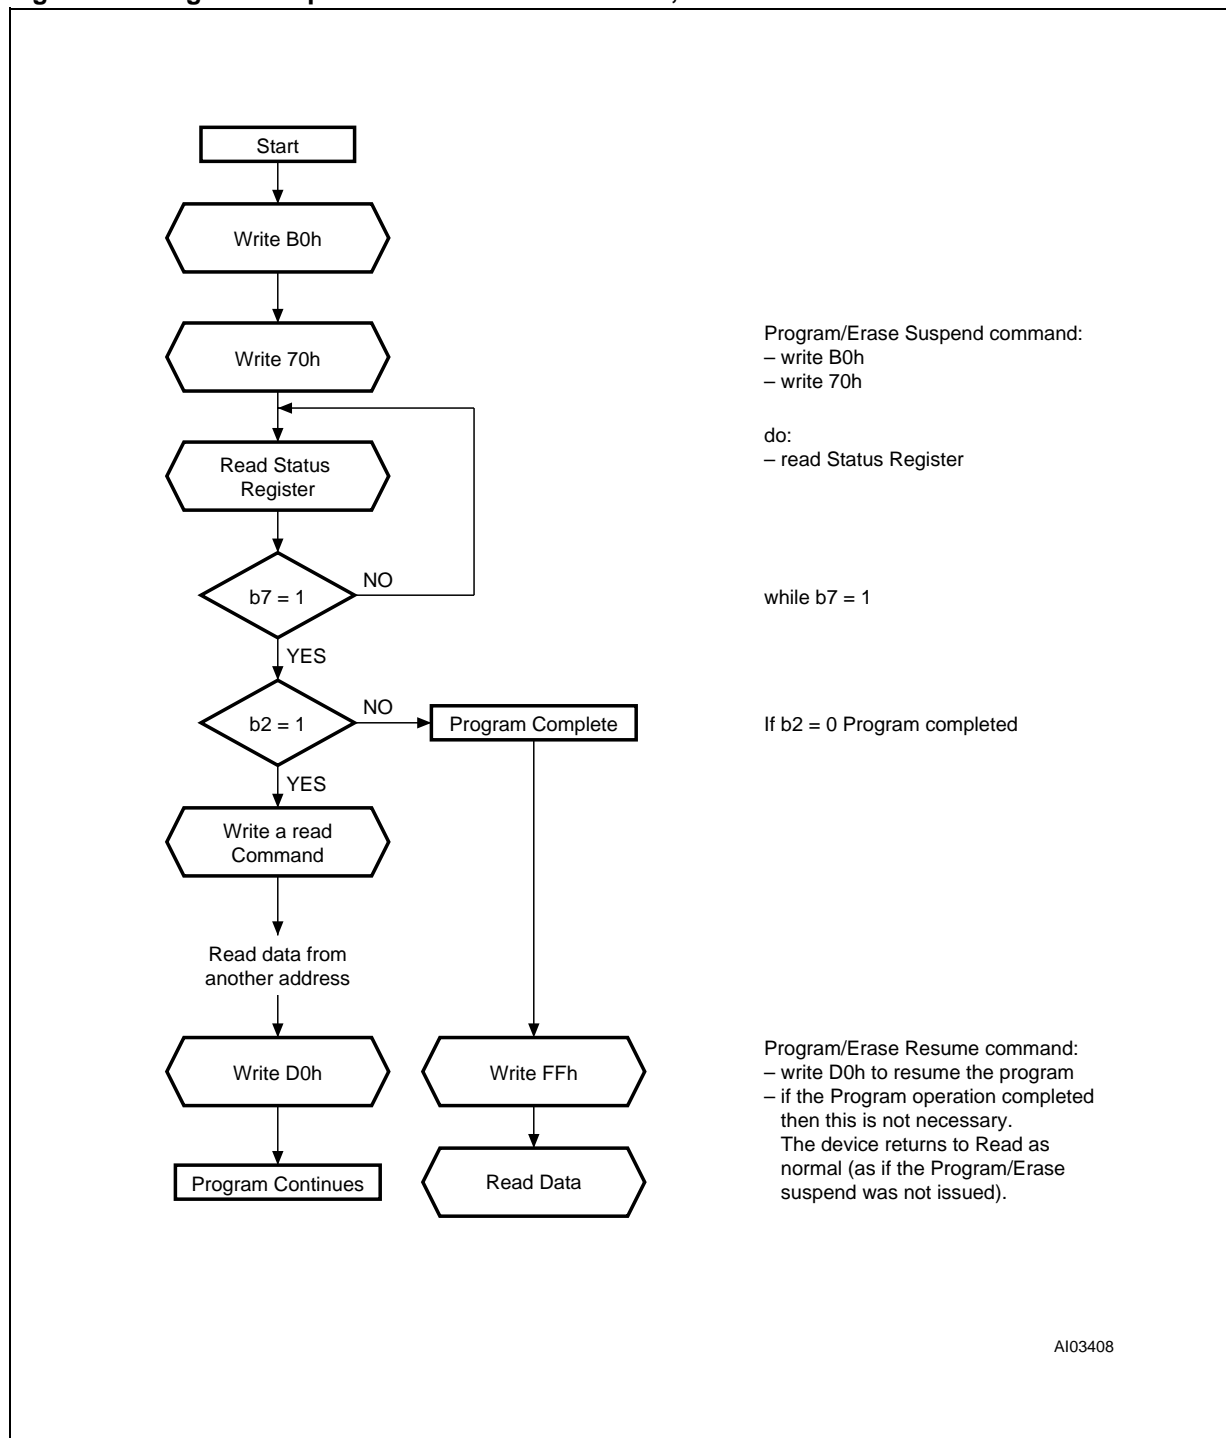 Start
Write B0h
Write 70h
Program/Erase Suspend command:
– write B0h
– write 70h
do:
– read Status Register
Read Status
Register
NO
b7 = 1
while b7 = 1
YES
NO
b2 = 1
Program Complete
If b2 = 0 Program completed
YES
Write a read
Command
Read data from
another address
Write D0h
Write FFh
Program/Erase Resume command:
– write D0h to resume the program
– if the Program operation completed
then this is not necessary.
The device returns to Read as
normal (as if the Program/Erase
suspend was not issued).
Program Continues
Read Data
AI03408